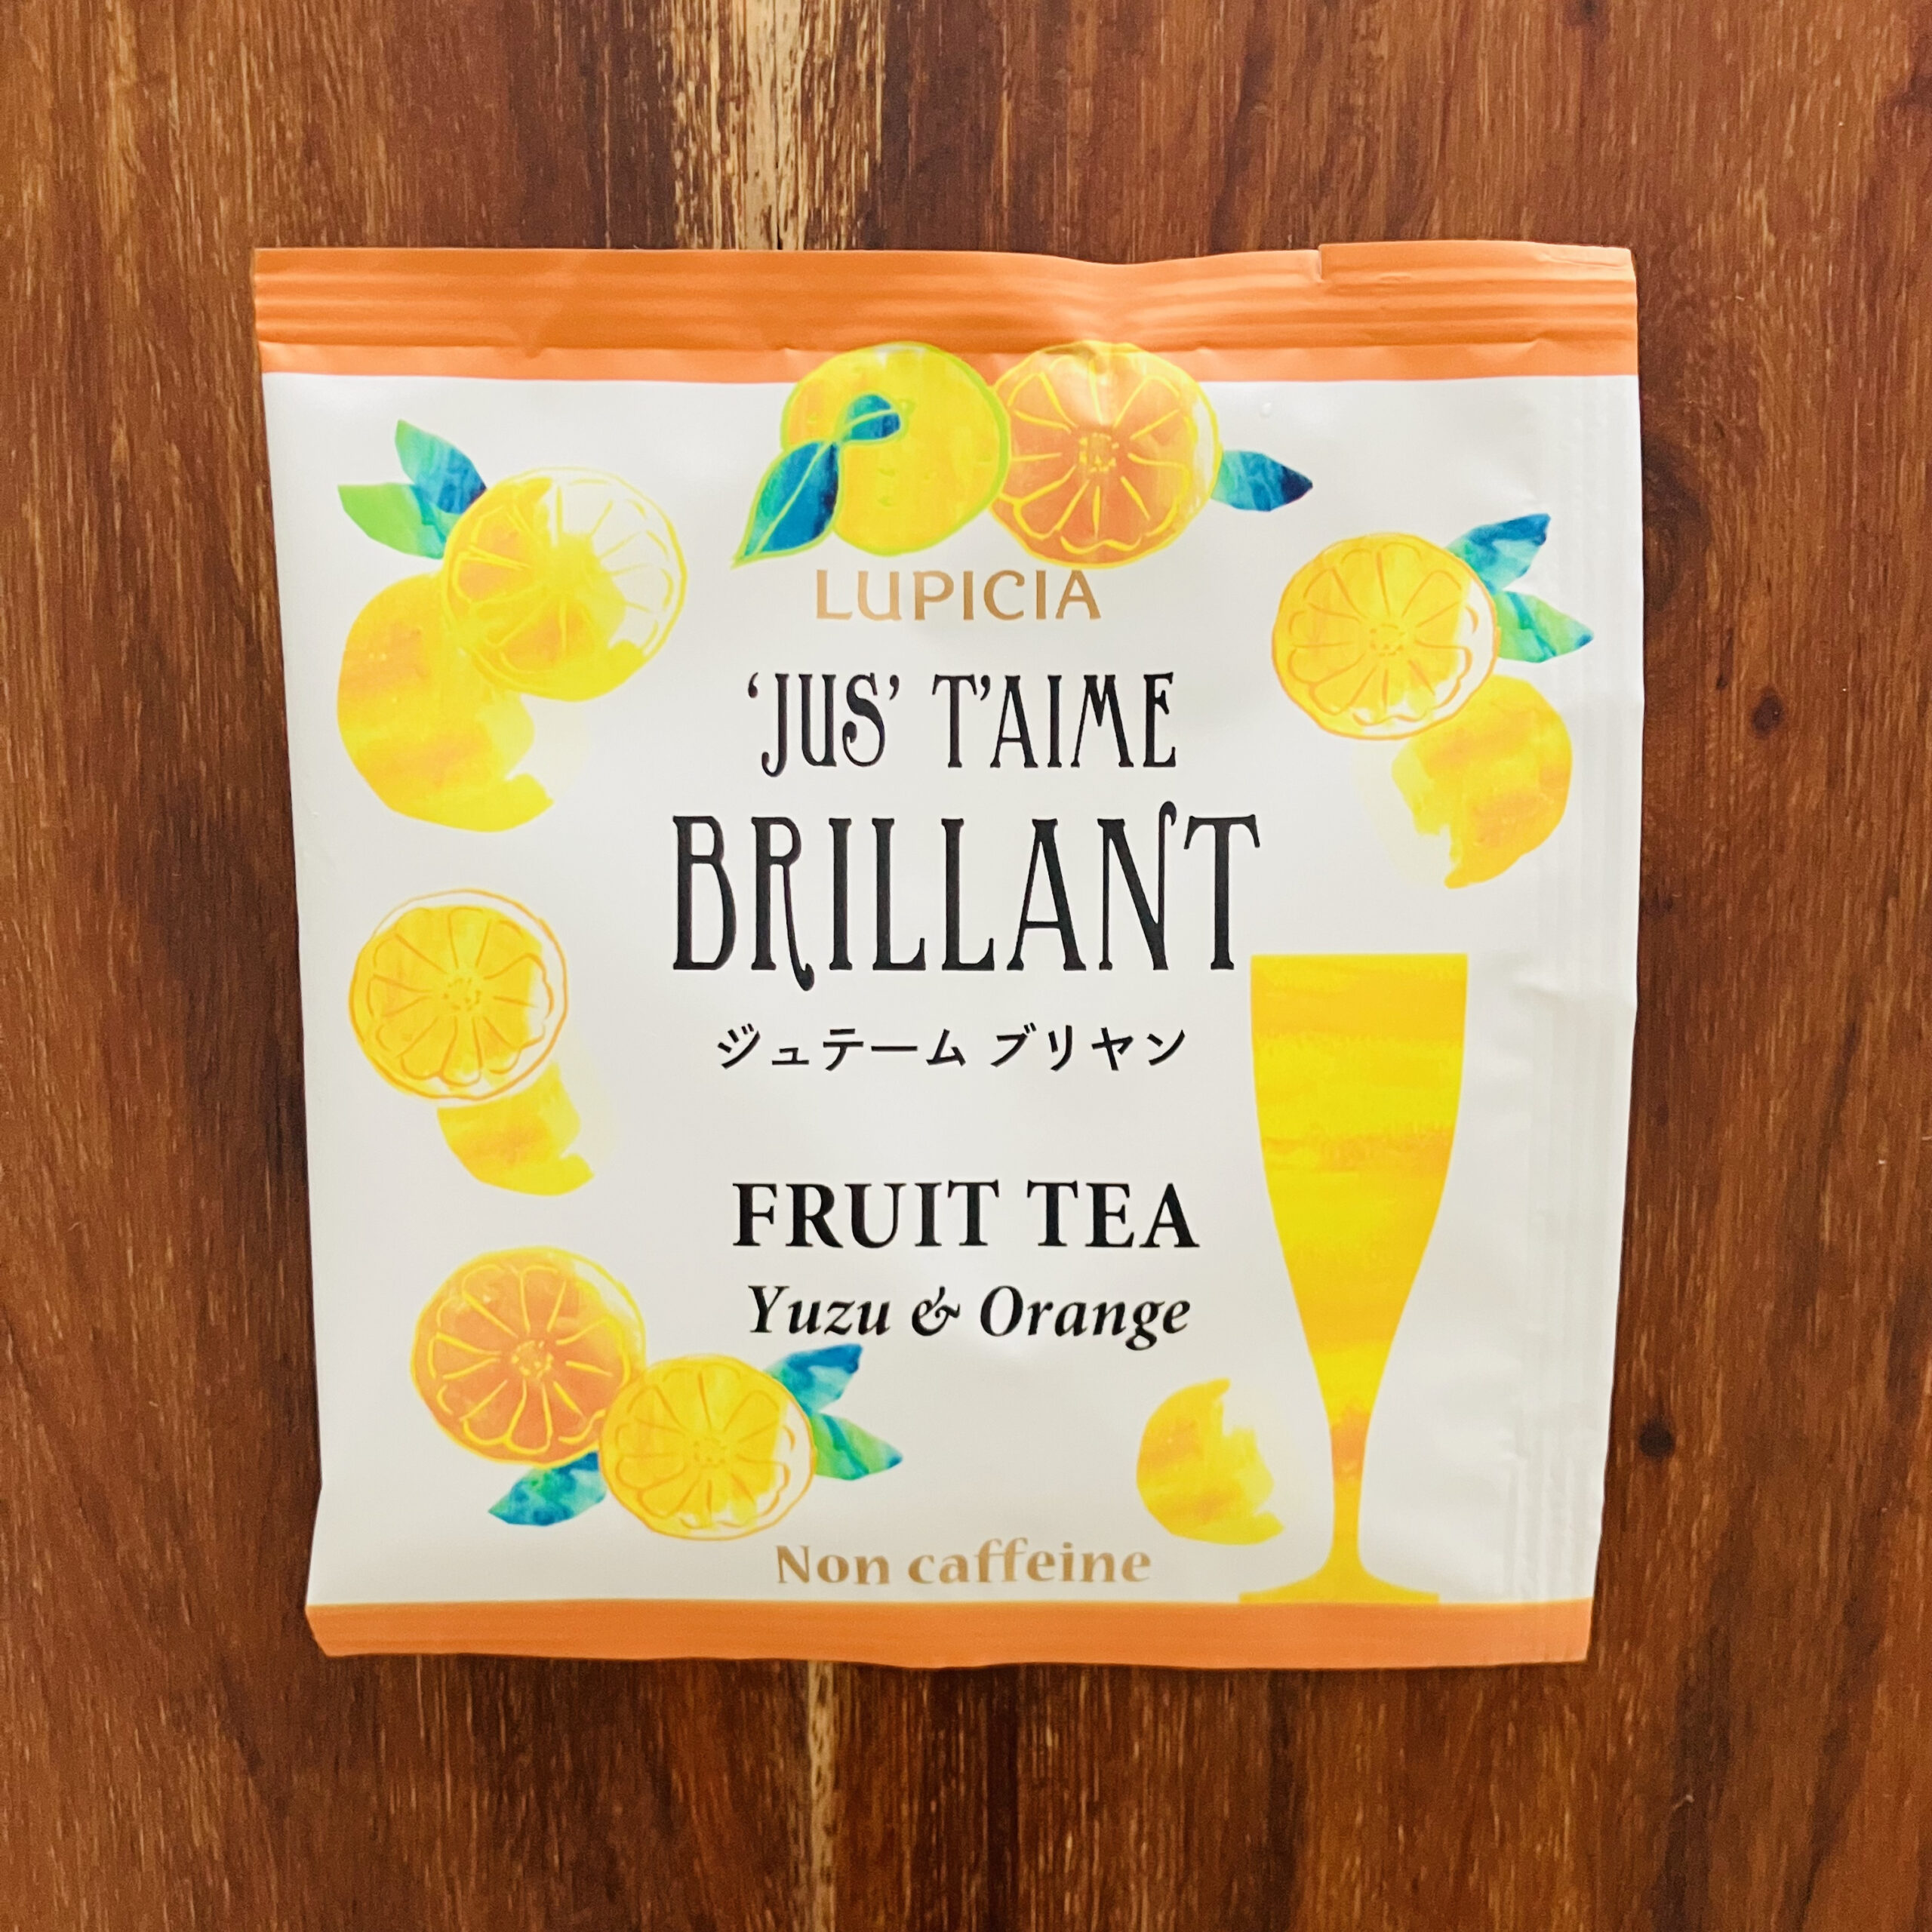 LUPICIA
‘JUS’ T’AIME
BRILLANT
ジュテーム ブリヤン
FRUIT TEA
Yuzu & Orange
Non caffeine